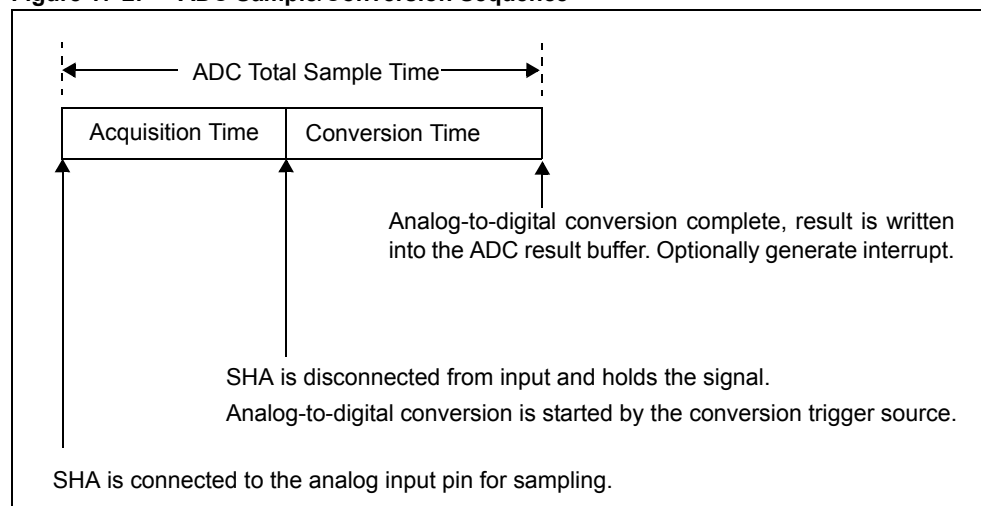 ADC Total Sample Time
Acquisition Time
Conversion Time
Analog-to-digital conversion complete, result is written
into the ADC result buffer. Optionally generate interrupt.
SHA is disconnected from input and holds the signal.
Analog-to-digital conversion is started by the conversion trigger source.
SHA is connected to the analog input pin for sampling.